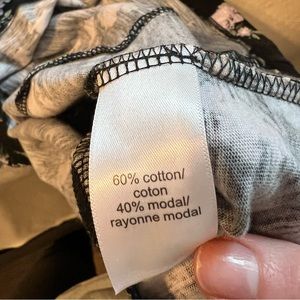 60% cotton/
coton
40% modal/
rayonne modal